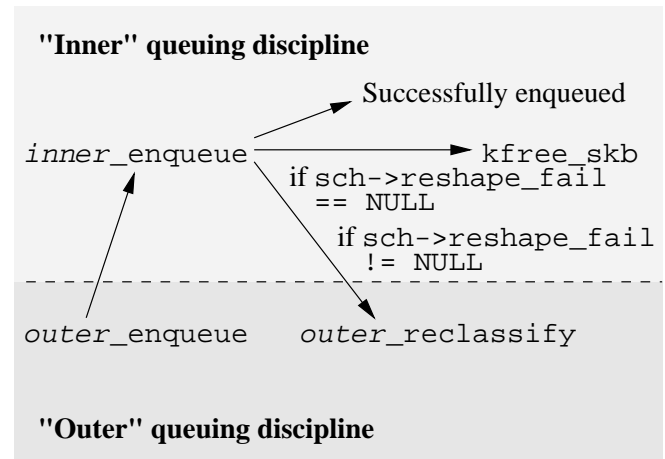 "Inner" queuing discipline
Successfully enqueued
inner_enqueue
kfree_skb
if sch->reshape_fail
== NULL
if sch->reshape_fail
!= NULL
outer_enqueue
outer_reclassify
"Outer" queuing discipline